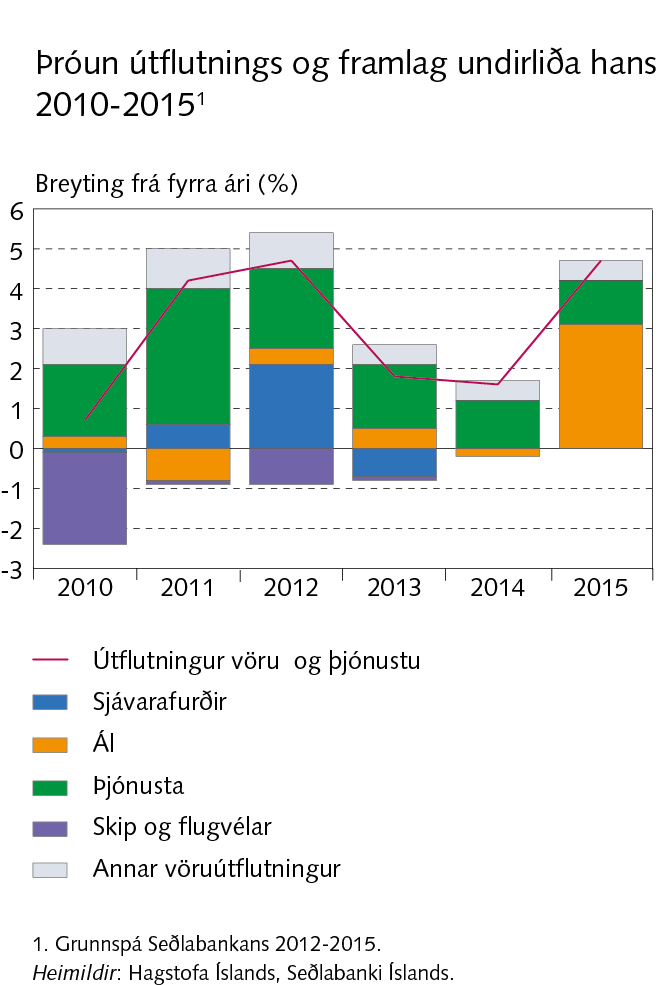 Þróun útflutnings og framlag undirliða hans
2010-2015¹
Breyting frá fyrra ári (%)
6
5
4
3
2
1
0
-1
-2
-3
2010 2011 2012 2013 2014 2015
Útflutningur vöru og þjónustu
Sjávarafurðir
Ál
Þjónusta
Skip og flugvélar
Annar vöruútflutningur
1. Grunnspá Seðlabankans 2012-2015.
Heimildir: Hagstofa Íslands, Seðlabanki Íslands.